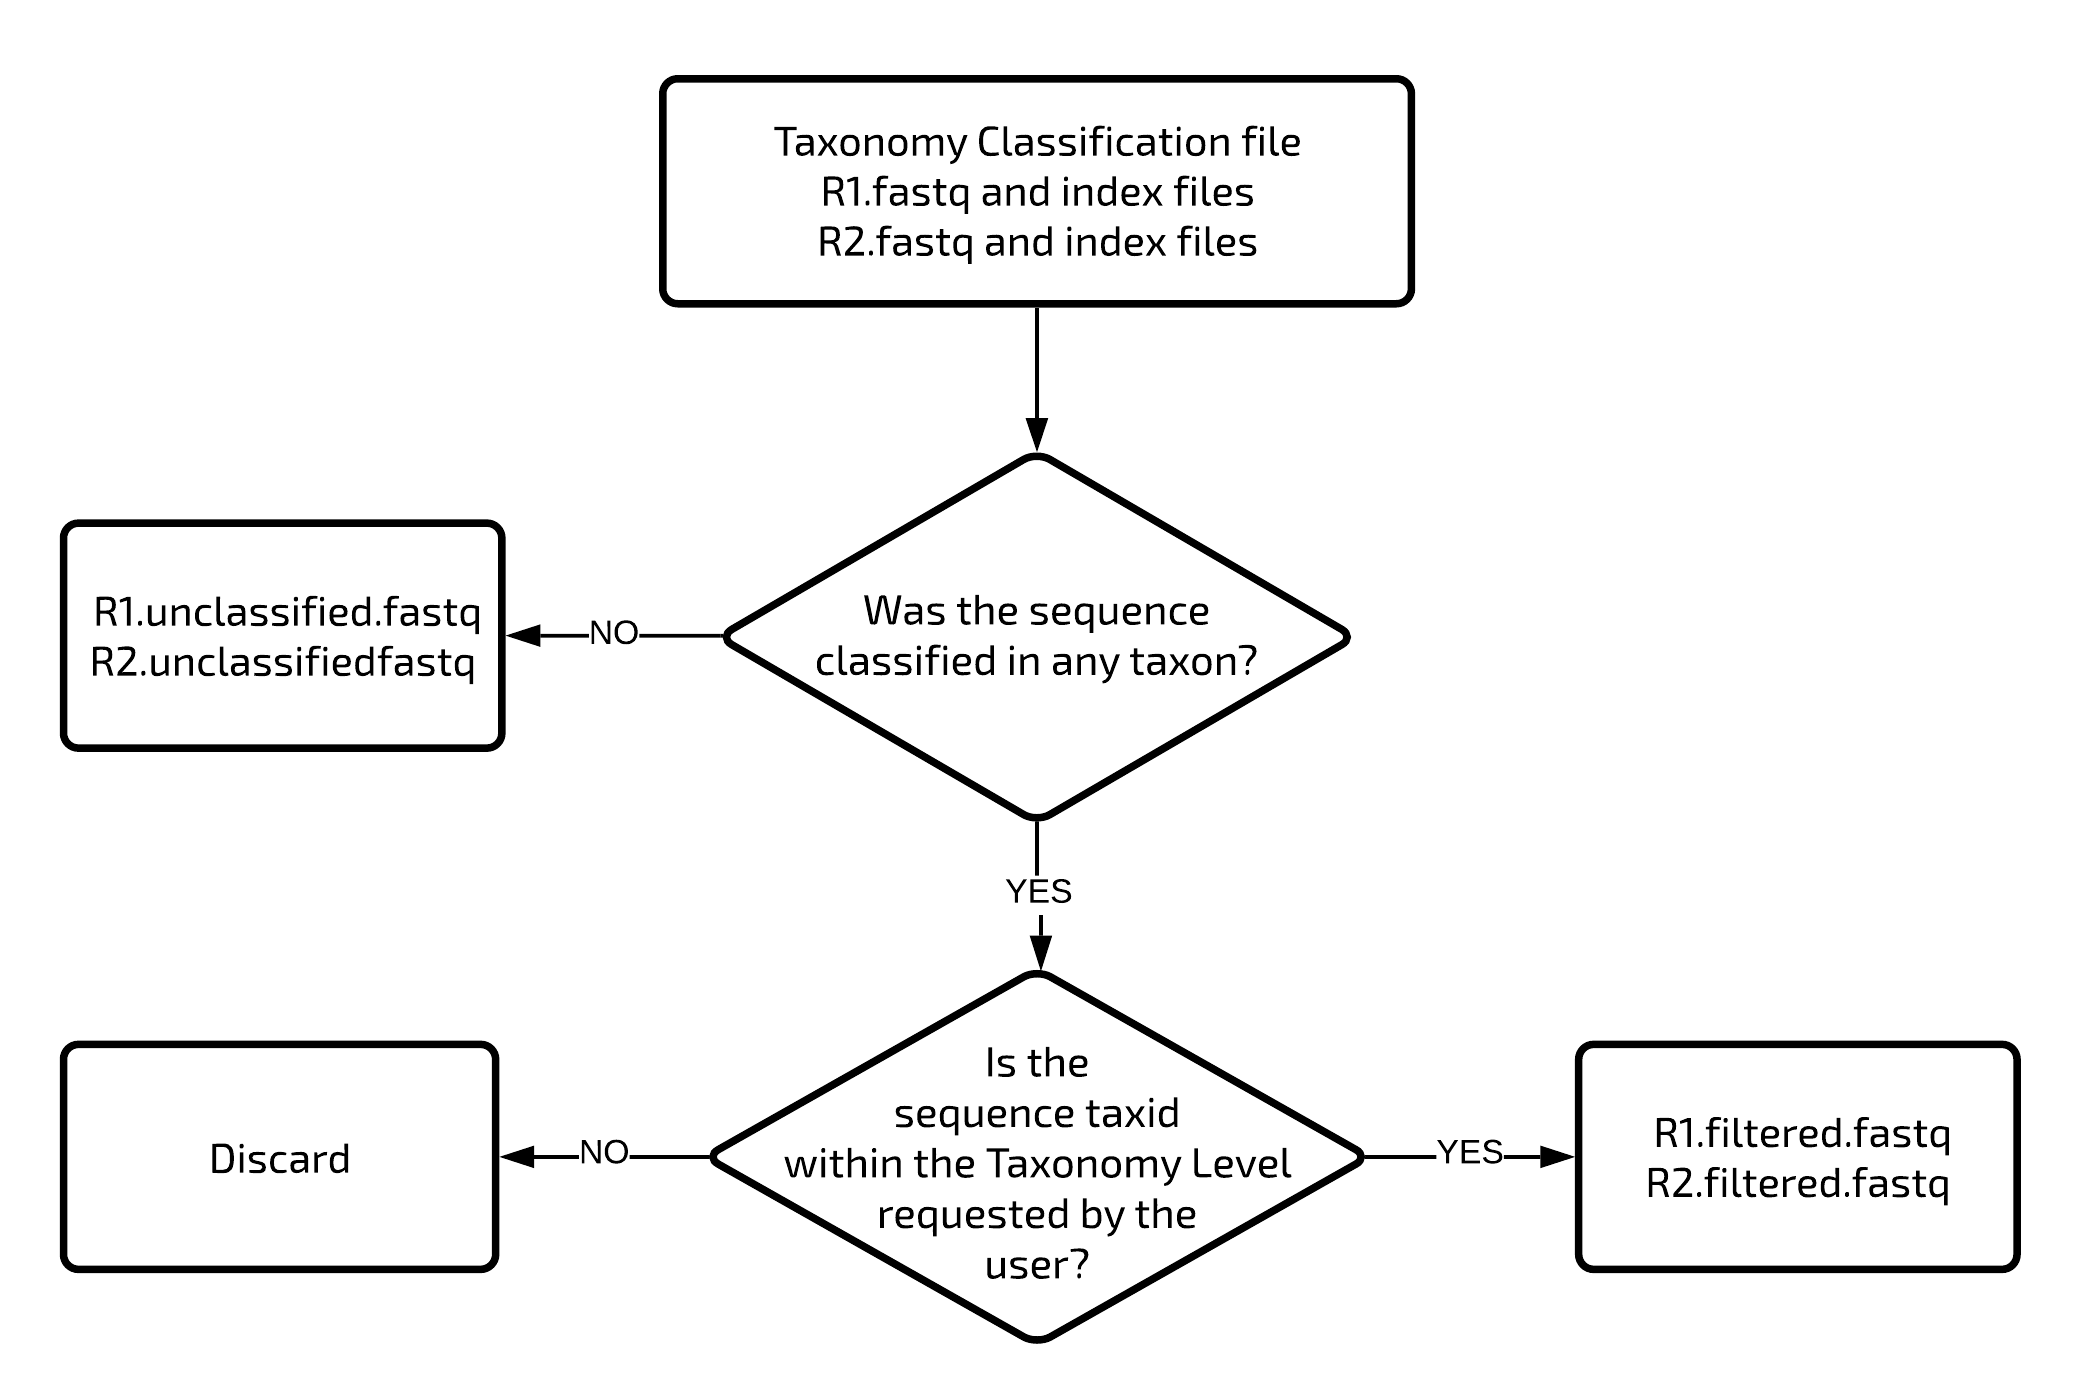 Taxonomy Classification file
R1.fastq and index files
R2.fastq and index files
Was the sequence
classified in any taxon?
NO
R1.unclassified.fastq
R2.unclassifiedfastq
YES
Is the
sequence taxid
within the Taxonomy Level
requested by the
user?
NO
Discard
YES
R1.filtered.fastq
R2.filtered.fastq